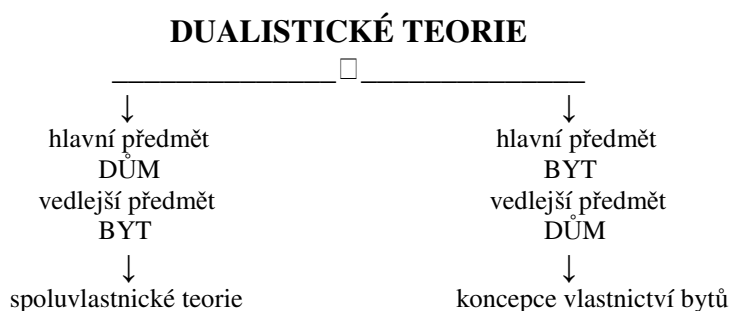 DUALISTICKÉ TEORIE
hlavní předmět
DŮM
vedlejší předmět
BYT
spoluvlastnické teorie
hlavní předmět
BYT
vedlejší předmět
DŮM
koncepce vlastnictví bytů